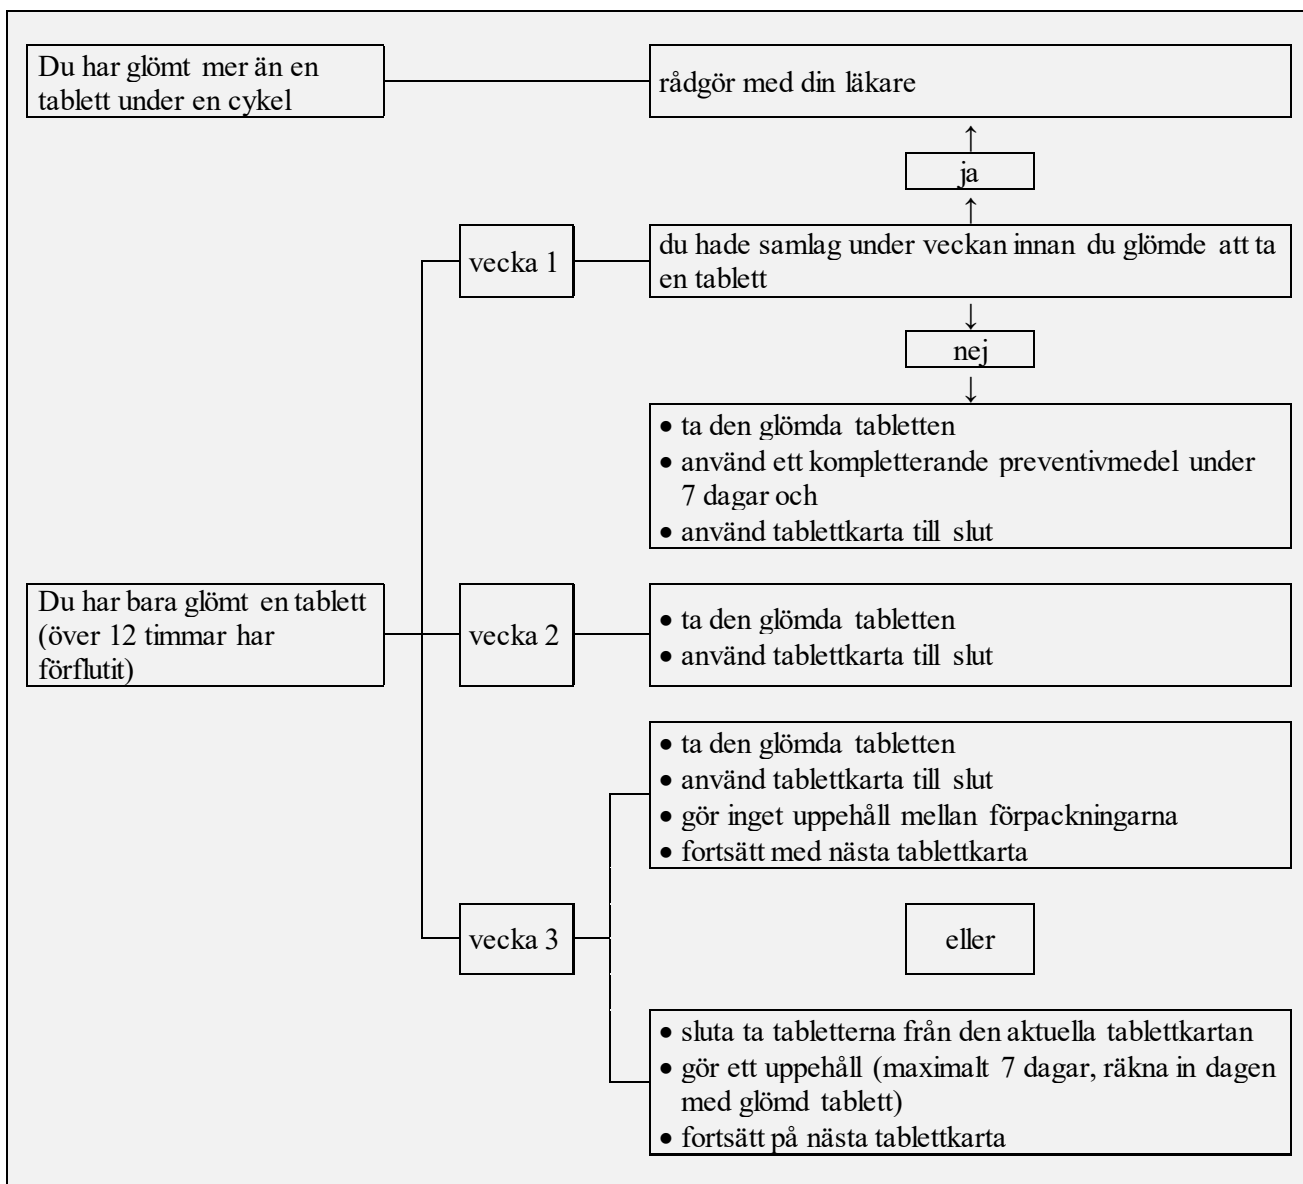 Du har glömt mer än en
tablett under en cykel
rådgör med din läkare
↑
ja
↑
vecka 1
du hade samlag under veckan innan du glömde att ta
en tablett
↓
nej
↓
• ta den glömda tabletten
• använd ett kompletterande preventivmedel under
7 dagar och
• använd tablettkarta till slut
Du har bara glömt en tablett
(över 12 timmar har
förflutit)
vecka 2
• ta den glömda tabletten
• använd tablettkarta till slut
• ta den glömda tabletten
• använd tablettkarta till slut
• gör inget uppehåll mellan förpackningarna
• fortsätt med nästa tablettkarta
vecka 3
eller
• sluta ta tabletterna från den aktuella tablettkartan
• gör ett uppehåll (maximalt 7 dagar, räkna in dagen
med glömd tablett)
• fortsätt på nästa tablettkarta